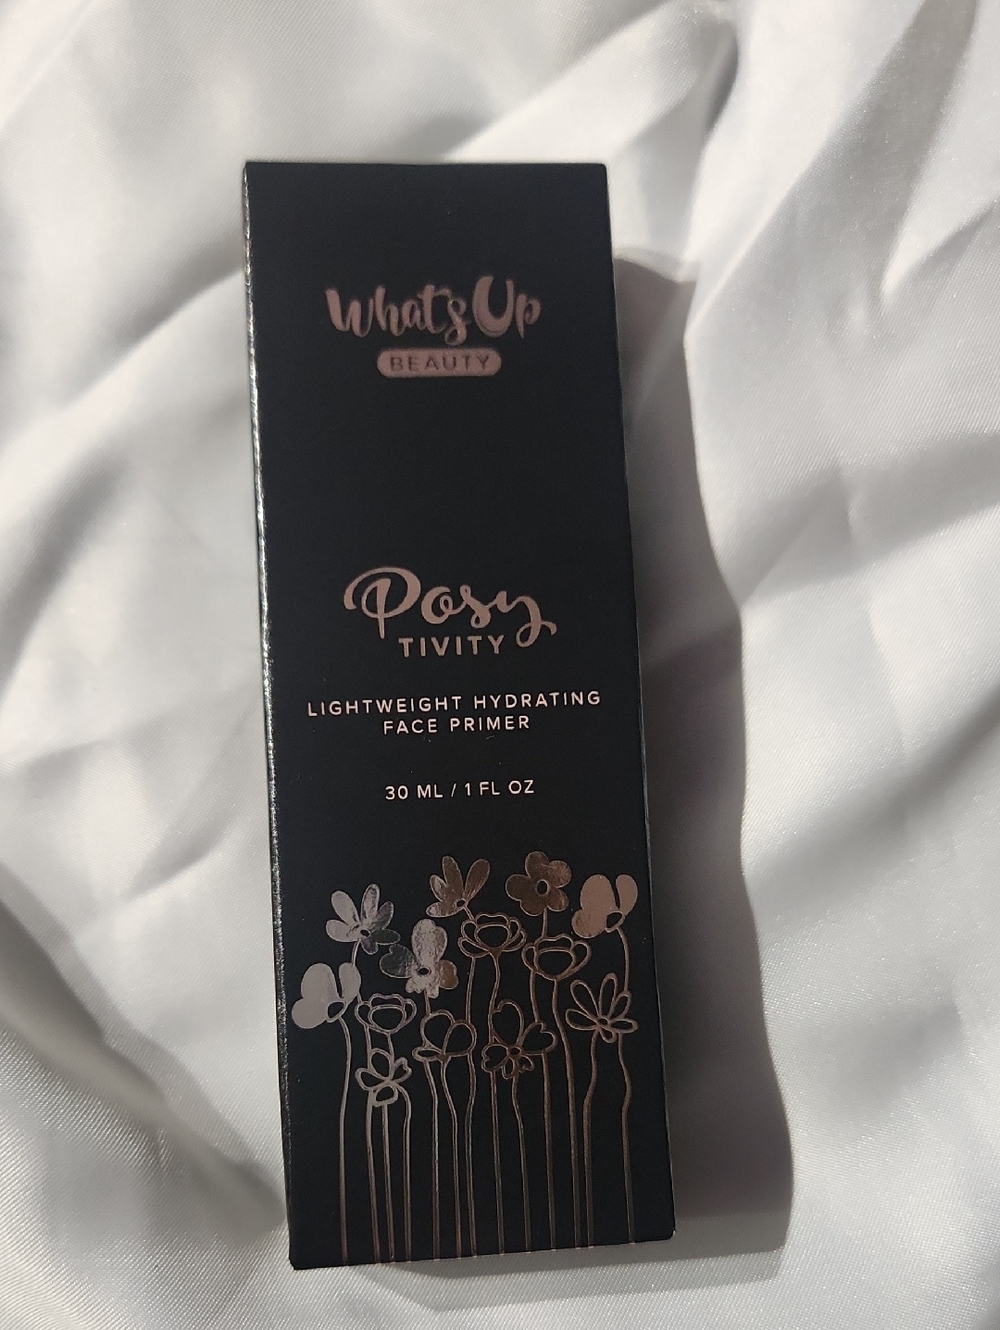 What's Up
BEAUTY
Posy
TIVITY
LIGHTWEIGHT HYDRATING
FACE PRIMER
30 ML / 1 FL OZ